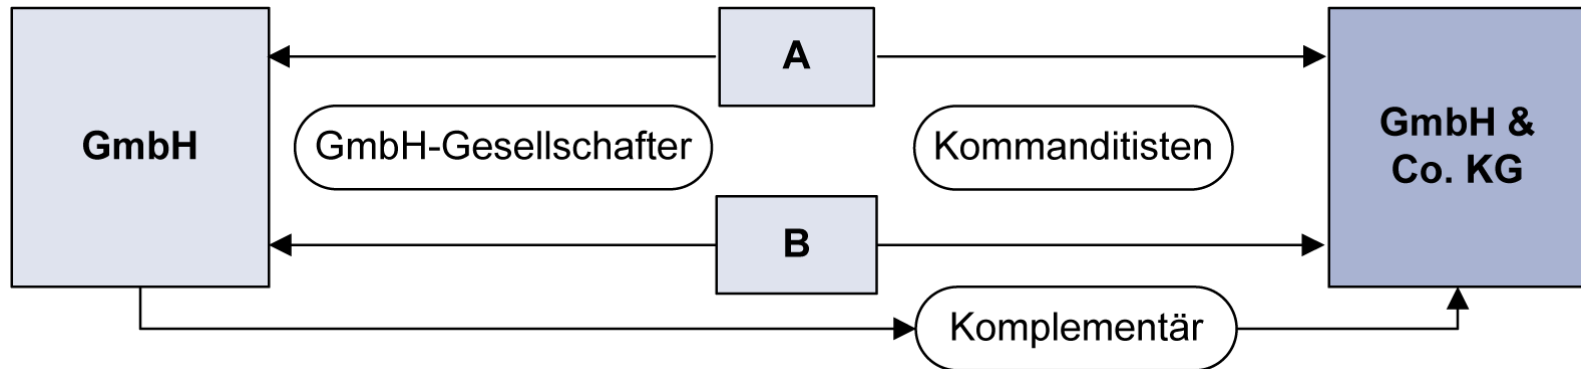 A
GmbH
GmbH-Gesellschafter
Kommanditisten
GmbH &
Co. KG
B
Komplementär